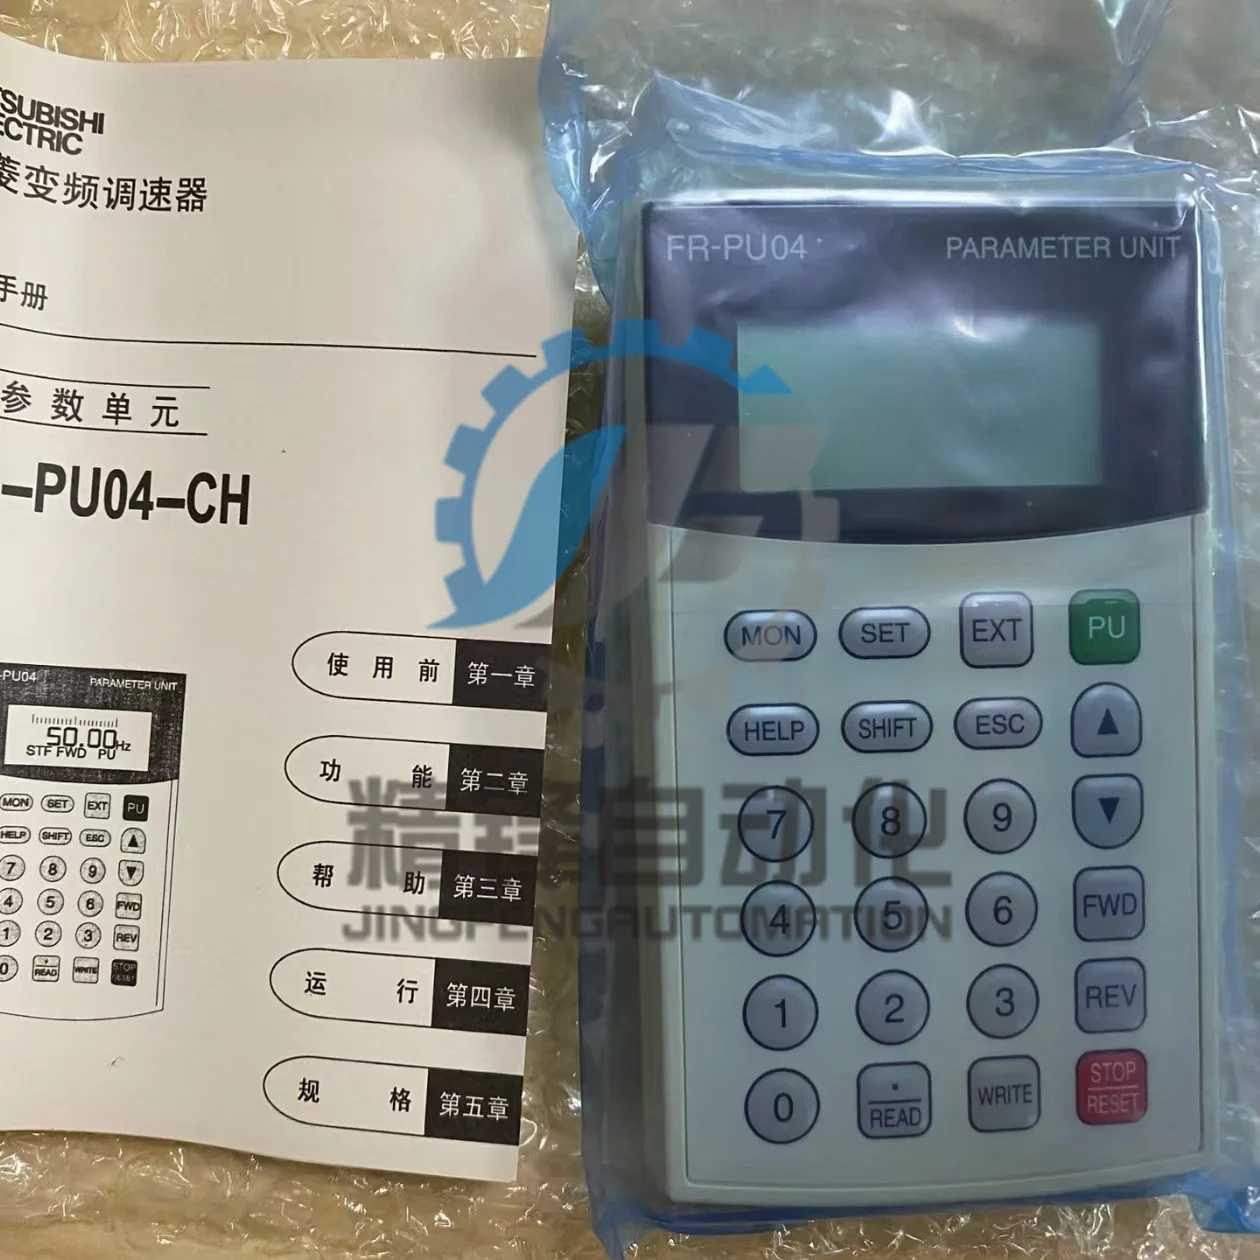 TSUBISHI
ECTRIC
菱变频调速器
手册
参数单元
-PU04-CH
-PU04 PARAMETER UNIT
50.00Hz
STF FWD PU
MON SET EXT PU
HELP SHIFT ESC ▲
7 8 9 ▼
4 5 6 FWD
1 2 3 REV
0 . READ WRITE STOP RESET
使用前 第一章
功能 第二章
帮助 第三章
运行 第四章
规格 第五章
FR-PU04 PARAMETER UNIT
MON SET EXT PU
HELP SHIFT ESC ▲
7 8 9 ▼
4 5 6 FWD
1 2 3 REV
0 . READ WRITE STOP RESET
自动化
JINGFENGAUTOMATION